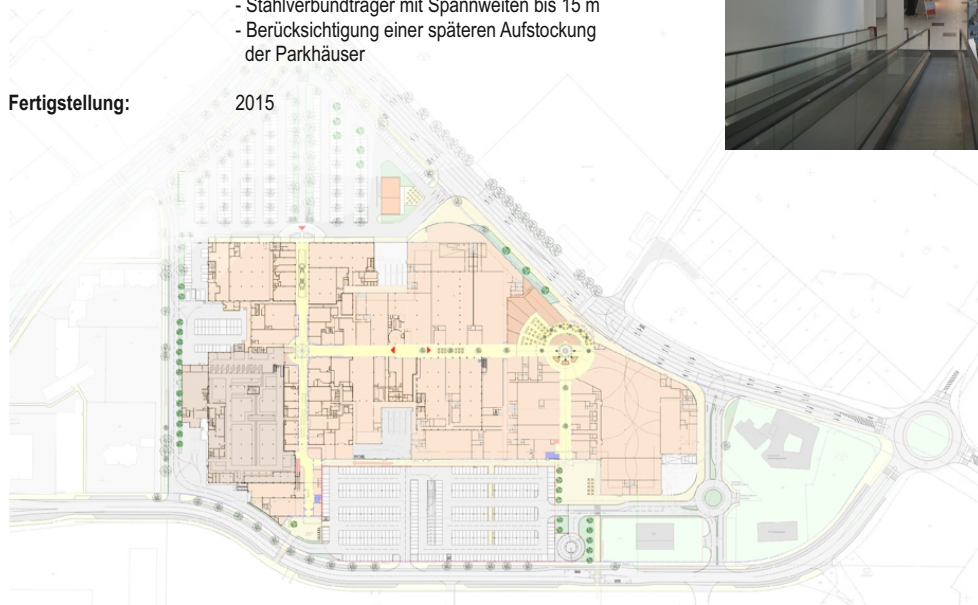 - Stahlverbundträger mit Spannweiten bis 15 m
- Berücksichtigung einer späteren Aufstockung
der Parkhäuser
Fertigstellung: 2015